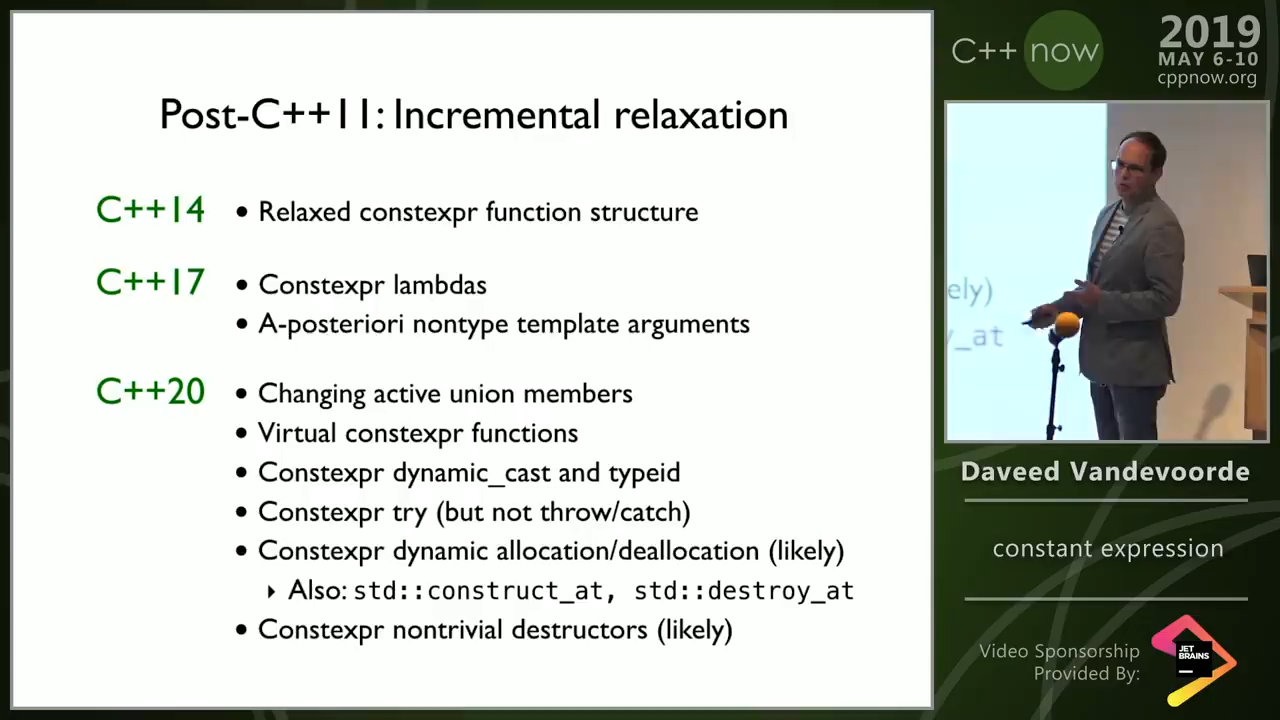 Post-C++11: Incremental relaxation
C++14
• Relaxed constexpr function structure
C++17
• Constexpr lambdas
• A-posteriori nontype template arguments
C++20
• Changing active union members
• Virtual constexpr functions
• Constexpr dynamic_cast and typeid
• Constexpr try (but not throw/catch)
• Constexpr dynamic allocation/deallocation (likely)
‣ Also: std::construct_at, std::destroy_at
• Constexpr nontrivial destructors (likely)
C++ now
2019
MAY 6-10
cppnow.org
ely)
_at
Daveed Vandevoorde
constant expression
Video Sponsorship
Provided By:
JET
BRAINS